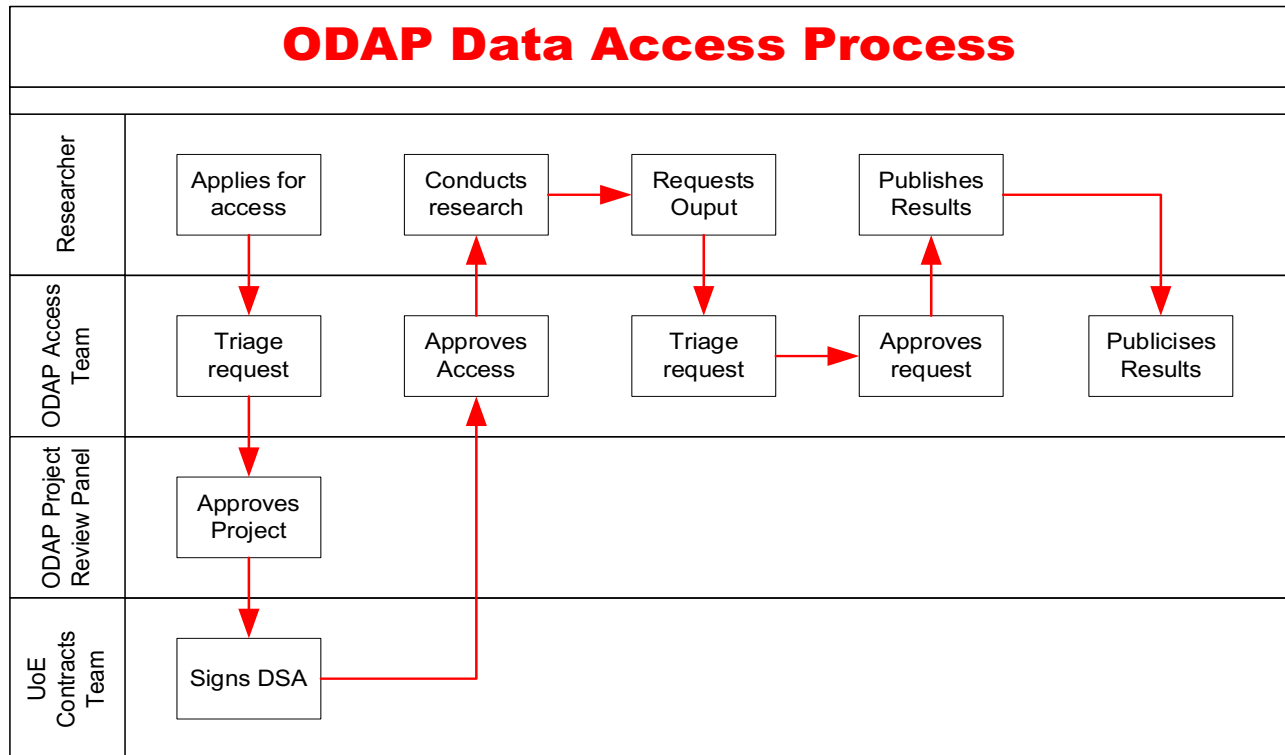 ODAP Data Access Process
Researcher
Applies for
access
Conducts
research
Requests
Ouput
Publishes
Results
ODAP Access
Team
Triage
request
Approves
Access
Triage
request
Approves
request
Publicises
Results
ODAP Project
Review Panel
Approves
Project
UoE
Contracts
Team
Signs DSA